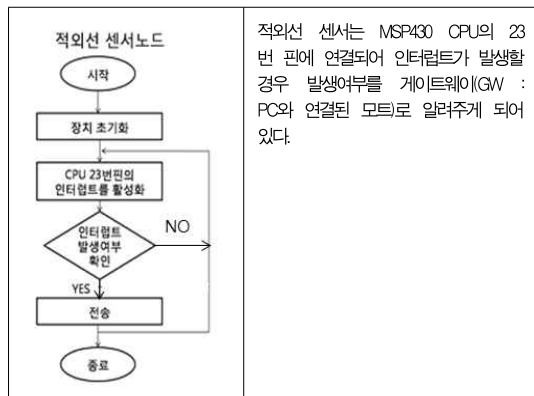 적외선 센서노드
시작
장치 초기화
CPU 23번핀의
인터럽트를 활성화
인터럽트
발생여부
확인
NO
YES
전송
종료
적외선 센서는 MSP430 CPU의 23
번 핀에 연결되어 인터럽트가 발생할
경우 발생여부를 게이트웨이(GW :
PC와 연결된 모트)로 알려주게 되어
있다.